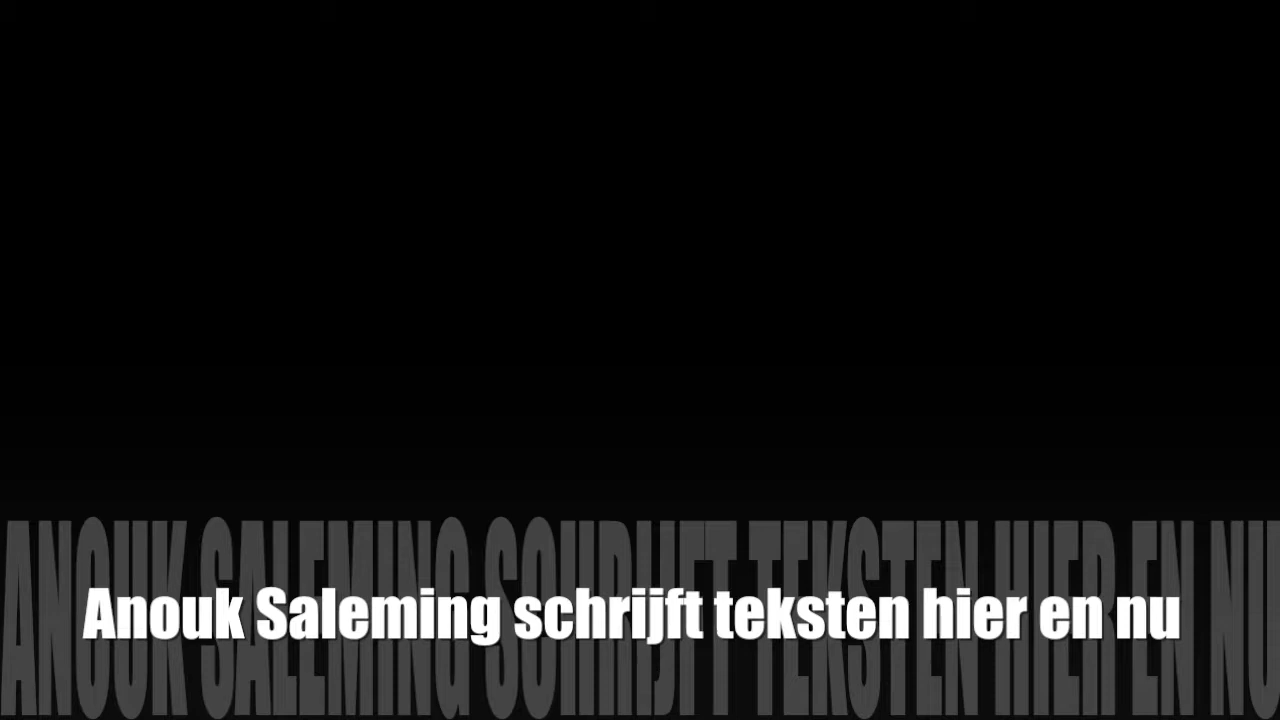 ANOUK SALEMING SCHRIJFT TEKSTEN HIER EN NU
Anouk Saleming schrijft teksten hier en nu